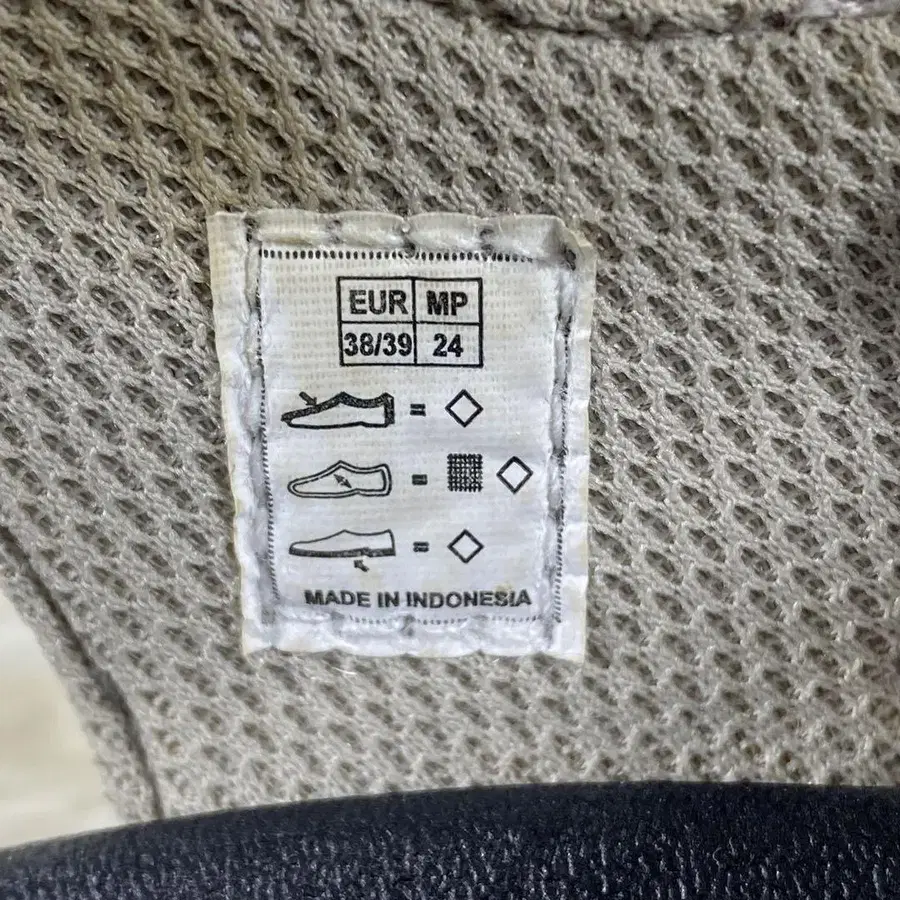 EUR MP
38/39 24
=
=
=
MADE IN INDONESIA